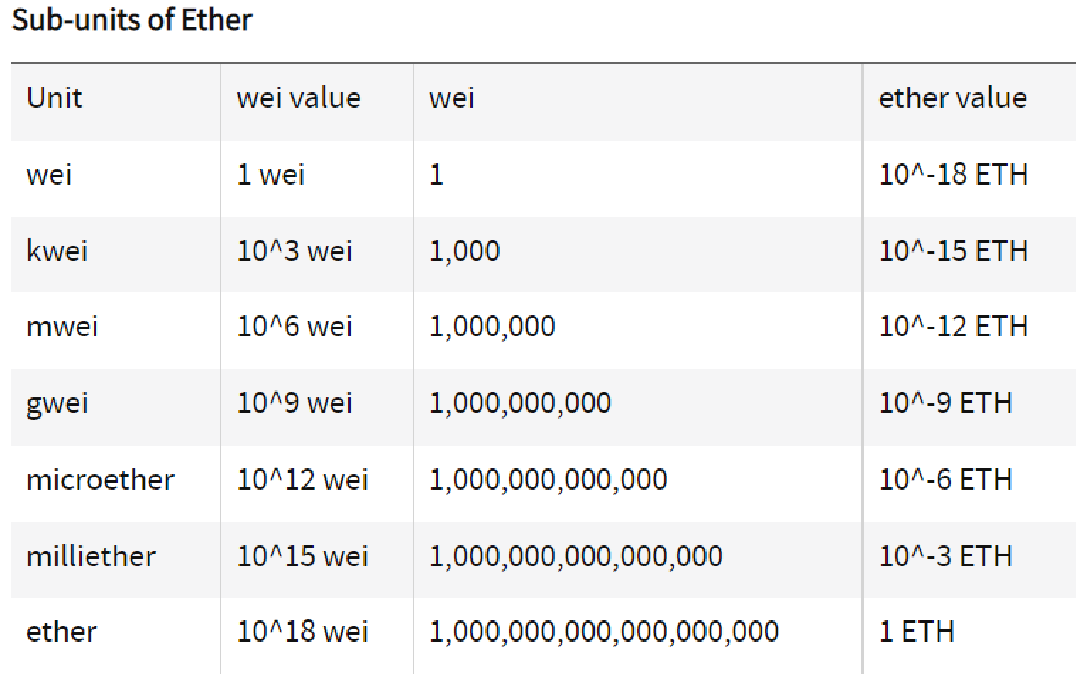 Sub-units of Ether
Unit wei value wei ether value
wei 1 wei 1 10^-18 ETH
kwei 10^3 wei 1,000 10^-15 ETH
mwei 10^6 wei 1,000,000 10^-12 ETH
gwei 10^9 wei 1,000,000,000 10^-9 ETH
microether 10^12 wei 1,000,000,000,000 10^-6 ETH
milliether 10^15 wei 1,000,000,000,000,000 10^-3 ETH
ether 10^18 wei 1,000,000,000,000,000,000 1 ETH